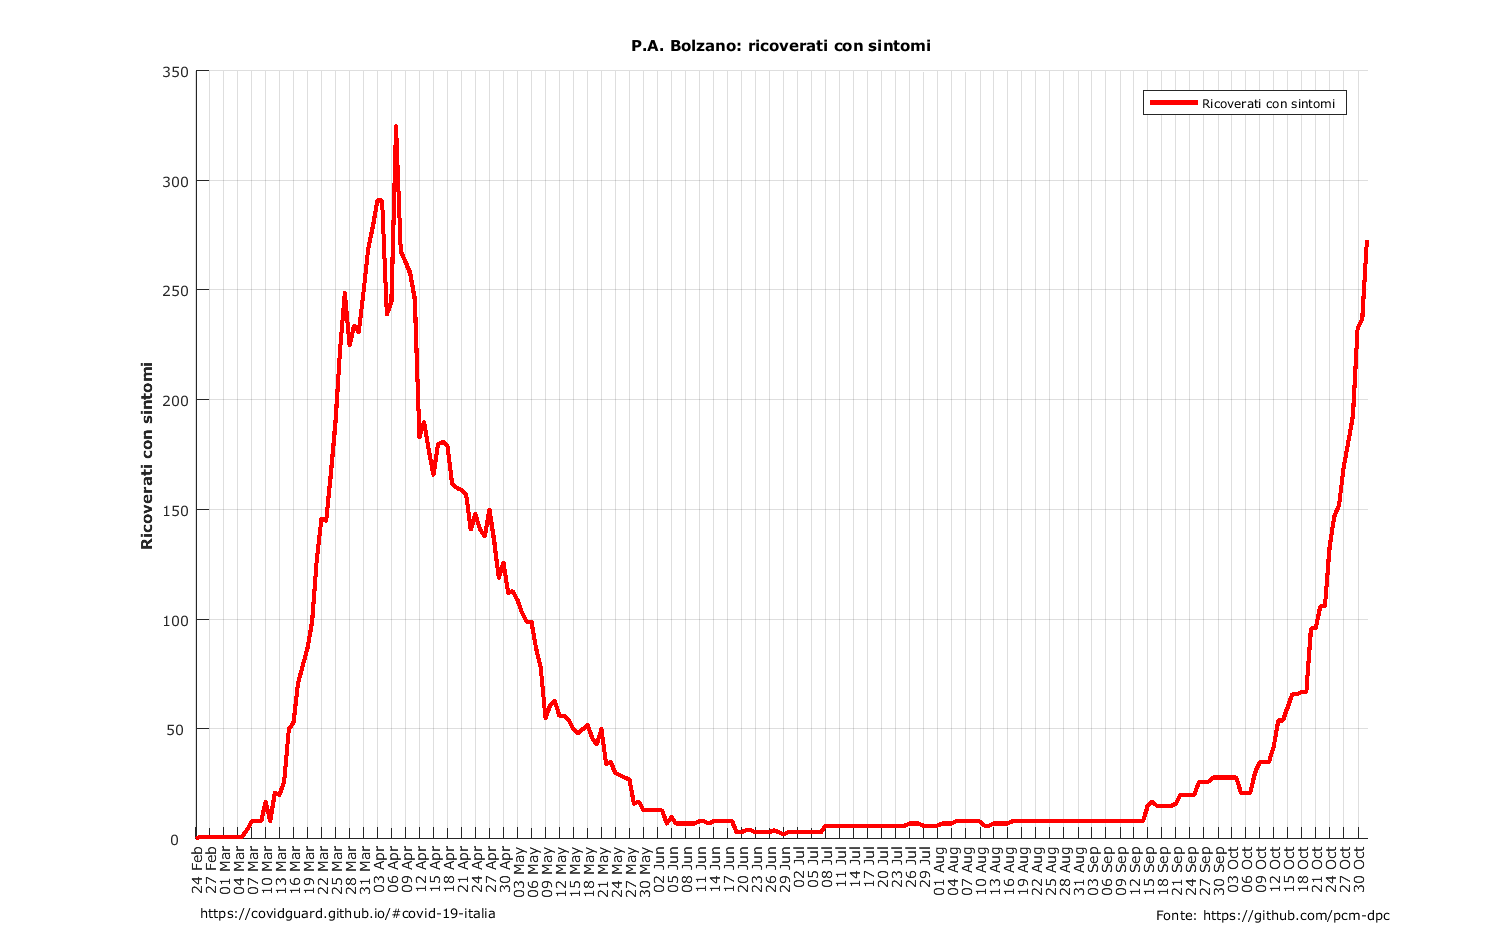 P.A. Bolzano: ricoverati con sintomi
Ricoverati con sintomi
Ricoverati con sintomi
350
300
250
200
150
100
50
0
24 Feb
27 Feb
01 Mar
04 Mar
07 Mar
10 Mar
13 Mar
16 Mar
19 Mar
22 Mar
25 Mar
28 Mar
31 Mar
03 Apr
06 Apr
09 Apr
12 Apr
15 Apr
18 Apr
21 Apr
24 Apr
27 Apr
30 Apr
03 May
06 May
09 May
12 May
15 May
18 May
21 May
24 May
27 May
30 May
02 Jun
05 Jun
08 Jun
11 Jun
14 Jun
17 Jun
20 Jun
23 Jun
26 Jun
29 Jun
02 Jul
05 Jul
08 Jul
11 Jul
14 Jul
17 Jul
20 Jul
23 Jul
26 Jul
29 Jul
01 Aug
04 Aug
07 Aug
10 Aug
13 Aug
16 Aug
19 Aug
22 Aug
25 Aug
28 Aug
31 Aug
03 Sep
06 Sep
09 Sep
12 Sep
15 Sep
18 Sep
21 Sep
24 Sep
27 Sep
30 Sep
03 Oct
06 Oct
09 Oct
12 Oct
15 Oct
18 Oct
21 Oct
24 Oct
27 Oct
30 Oct
https://covidguard.github.io/#covid-19-italia
Fonte: https://github.com/pcm-dpc